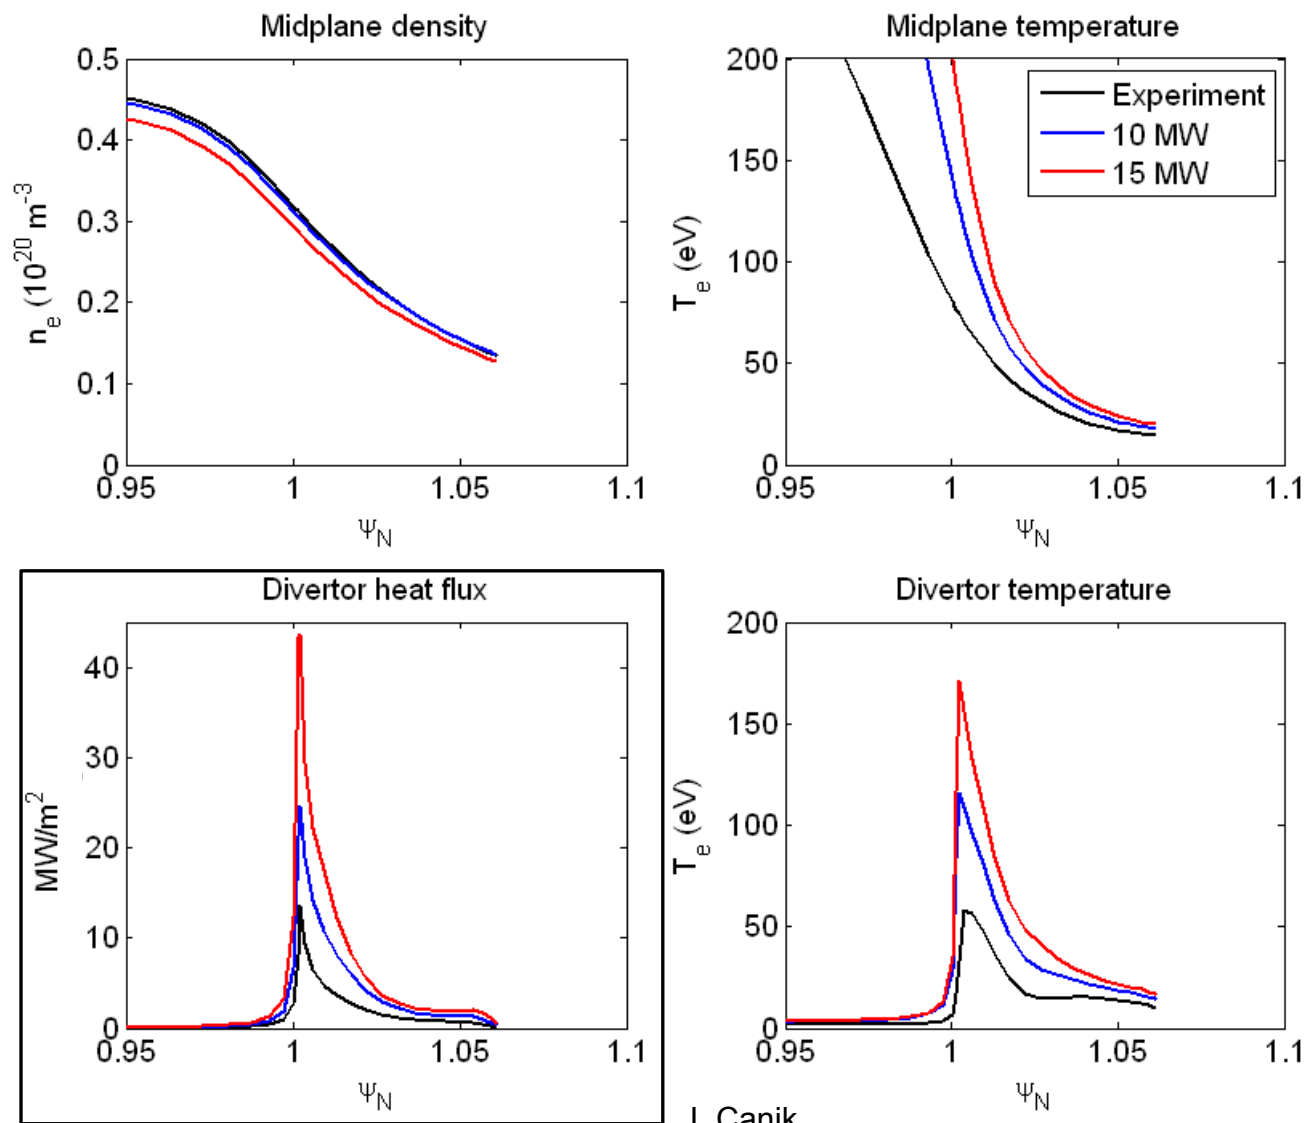 Midplane density
0.5
0.4
0.3
0.2
0.1
0
0.95
1
1.05
1.1
n_e (10^20 m^-3
Ψ_N
Midplane temperature
200
150
100
50
0
0.95
1
1.05
1.1
T_e (eV)
Ψ_N
Experiment
10 MW
15 MW
Divertor heat flux
40
30
20
10
0
0.95
1
1.05
1.1
MW/m^2
Ψ_N
Divertor temperature
200
150
100
50
0
0.95
1
1.05
1.1
T_e (eV)
Ψ_N
Canik